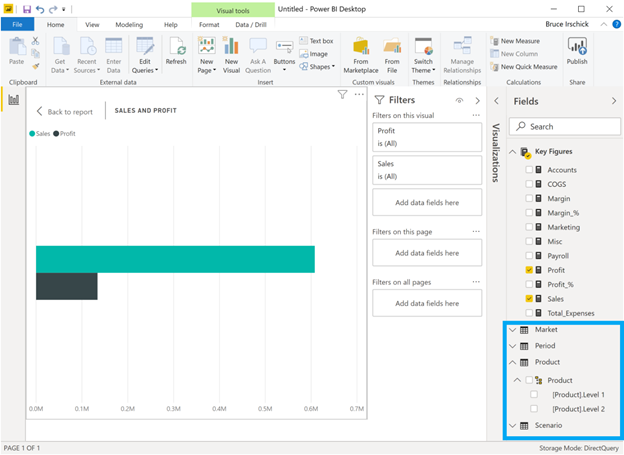 Visual tools
Untitled - Power BI Desktop
Bruce Irschick
File
Home
View
Modeling
Help
Format
Data / Drill
Paste
Get Data
Recent Sources
Enter Data
Edit Queries
Refresh
New Page
New Visual
Ask A Question
Buttons
Text box
Image
Shapes
From Marketplace
From File
Switch Theme
Manage Relationships
New Measure
New Column
New Quick Measure
Publish
Clipboard
External data
Insert
Custom visuals
Themes
Relationships
Calculations
Share
Back to report
SALES AND PROFIT
Sales
Profit
0.0M
0.1M
0.2M
0.3M
0.4M
0.5M
0.6M
0.7M
Filters
Filters on this visual
Profit
is (All)
Sales
is (All)
Add data fields here
Filters on this page
Add data fields here
Filters on all pages
Add data fields here
Visualizations
Fields
Search
Key Figures
Accounts
COGS
Margin
Margin_%
Marketing
Misc
Payroll
Profit
Profit_%
Sales
Total_Expenses
Market
Period
Product
Product
[Product].Level 1
[Product].Level 2
Scenario
PAGE 1 OF 1
Storage Mode: DirectQuery